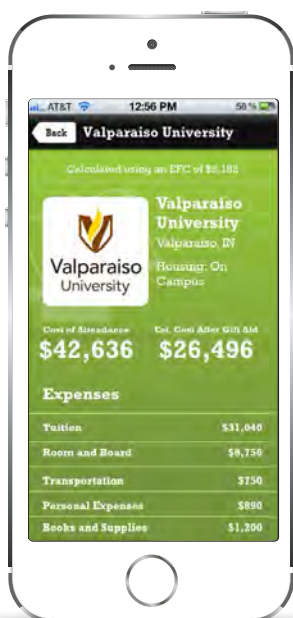 AT&T 12:56 PM 58%
Back Valparaiso University
Calculated using an EFC of $5,182
Valparaiso
University
Valparaiso, IN
Housing: On
Campus
Valparaiso
University
Cost of Attendance Est. Cost After Gift Aid
$42,636 $26,496
Expenses
Tuition $31,040
Room and Board $8,756
Transportation $750
Personal Expenses $890
Books and Supplies $1,200